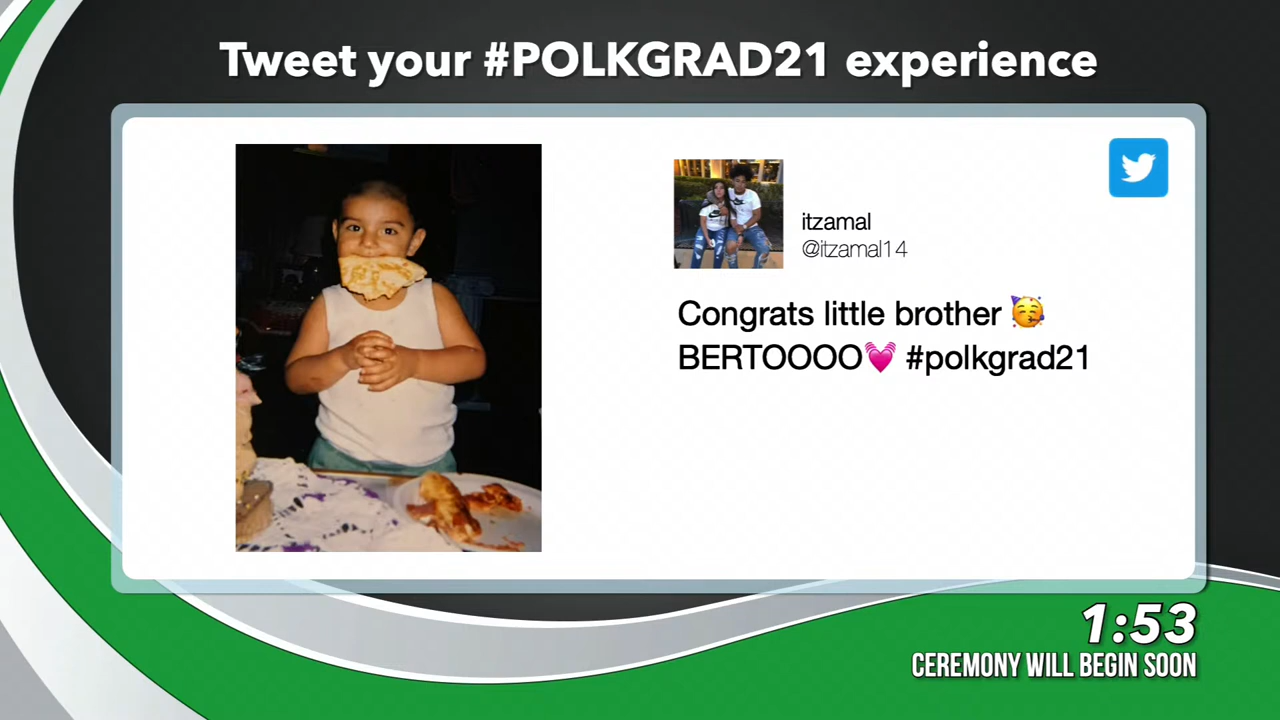 Tweet your #POLKGRAD21 experience
itzamal
@itzamal14
Congrats little brother 🥳
BERTOOOO💓 #polkgrad21
1:53
CEREMONY WILL BEGIN SOON